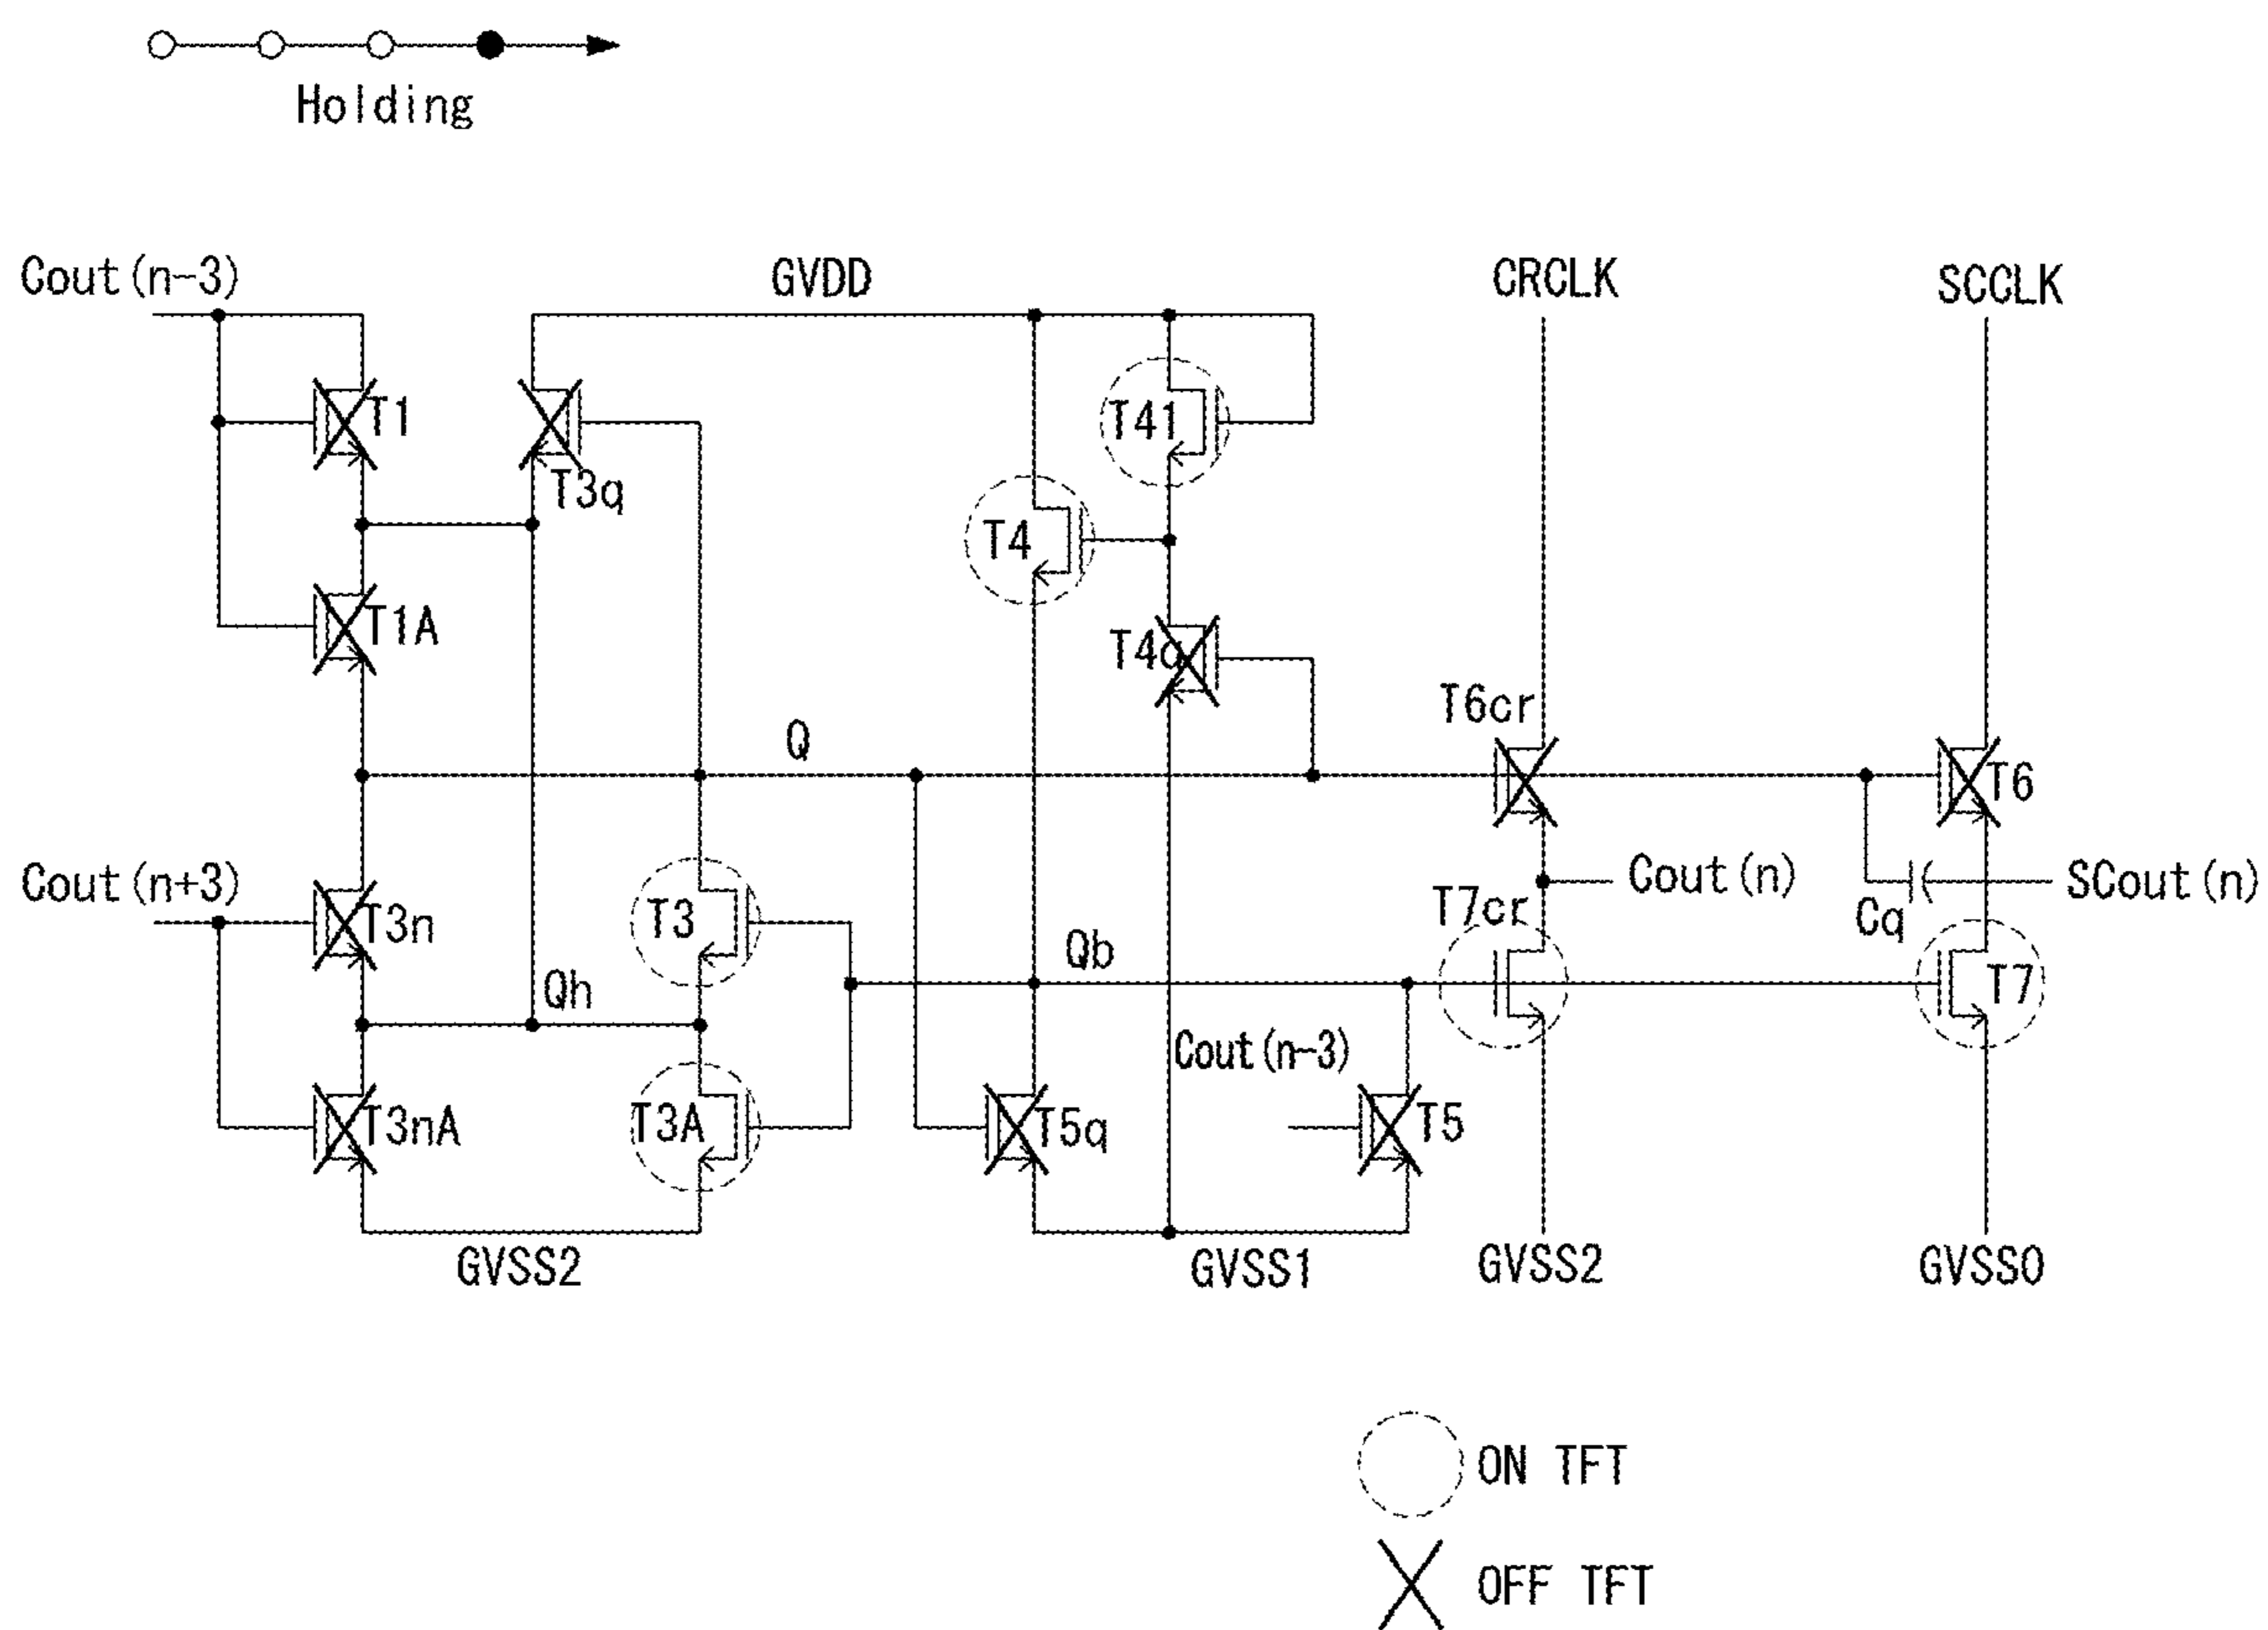 Holding
Cout(n-3)
GVDD
CRCLK
SCCLK
T1
T41
T3q
T4
T1A
T4q
T6cr
Q
T6
Cout(n+3)
Cout(n)
SCout(n)
T3n
T3
T7cr
Cq
Qb
Qh
T7
Cout(n-3)
T3nA
T3A
T5q
T5
GVSS2
GVSS1
GVSS2
GVSS0
ON TFT
OFF TFT